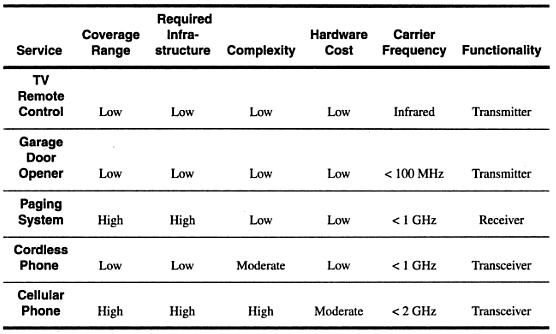 Service Coverage Range Required Infra-structure Complexity Hardware Cost Carrier Frequency Functionality
TV Remote Control Low Low Low Low Infrared Transmitter
Garage Door Opener Low Low Low Low < 100 MHz Transmitter
Paging System High High Low Low < 1 GHz Receiver
Cordless Phone Low Low Moderate Low < 1 GHz Transceiver
Cellular Phone High High High Moderate < 2 GHz Transceiver